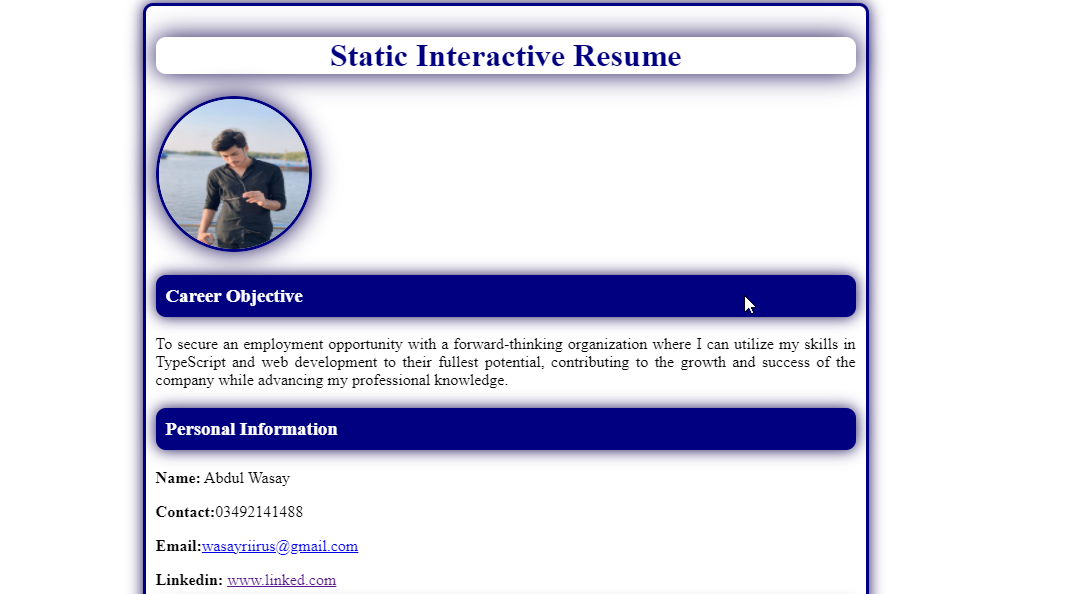 Static Interactive Resume
Career Objective
To secure an employment opportunity with a forward-thinking organization where I can utilize my skills in
TypeScript and web development to their fullest potential, contributing to the growth and success of the
company while advancing my professional knowledge.
Personal Information
Name: Abdul Wasay
Contact:03492141488
Email:wasayriirus@gmail.com
Linkedin: www.linked.com